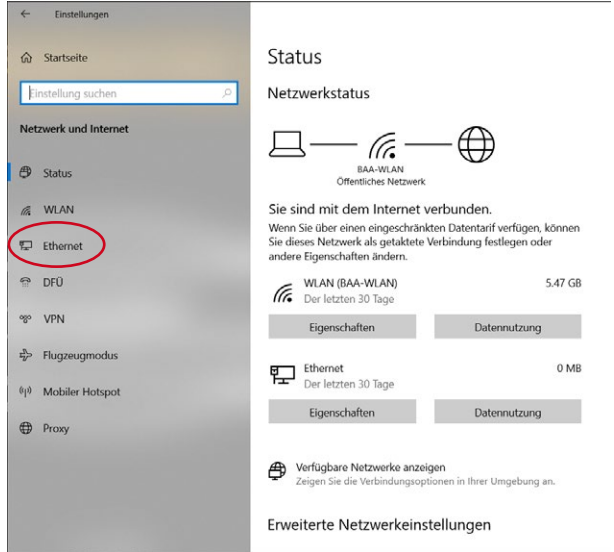 Einstellungen
Startseite
Einstellung suchen
Netzwerk und Internet
Status
WLAN
Ethernet
DFÜ
VPN
Flugzeugmodus
Mobiler Hotspot
Proxy
Status
Netzwerkstatus
BAA-WLAN
Öffentliches Netzwerk
Sie sind mit dem Internet verbunden.
Wenn Sie über einen eingeschränkten Datentarif verfügen, können
Sie dieses Netzwerk als getaktete Verbindung festlegen oder
andere Eigenschaften ändern.
WLAN (BAA-WLAN) 5.47 GB
Der letzten 30 Tage
Eigenschaften Datennutzung
Ethernet 0 MB
Der letzten 30 Tage
Eigenschaften Datennutzung
Verfügbare Netzwerke anzeigen
Zeigen Sie die Verbindungsoptionen in Ihrer Umgebung an.
Erweiterte Netzwerkeinstellungen